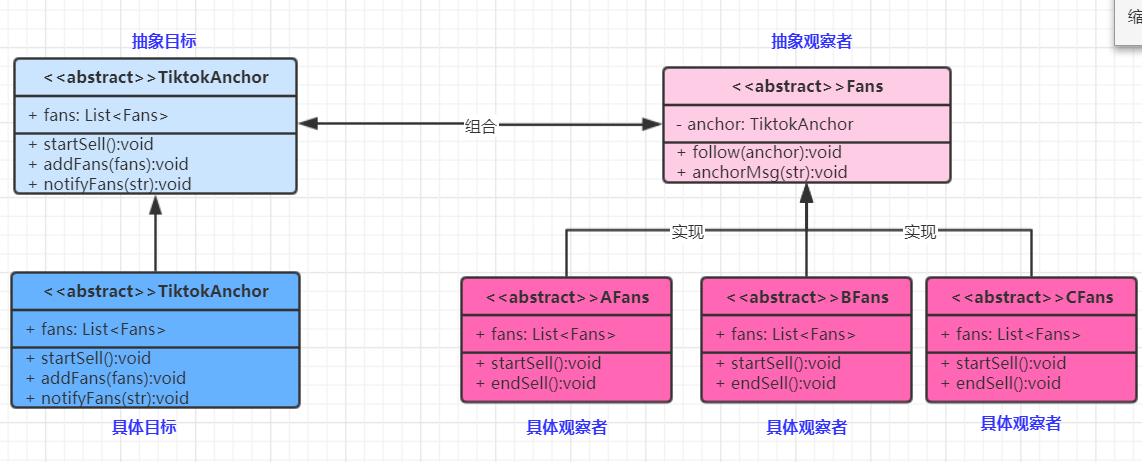 缩
抽象目标
<<abstract>>TiktokAnchor
+ fans: List<Fans>
+ startSell():void
+ addFans(fans):void
+ notifyFans(str):void
抽象观察者
<<abstract>>Fans
- anchor: TiktokAnchor
+ follow(anchor):void
+ anchorMsg(str):void
组合
实现
实现
<<abstract>>TiktokAnchor
+ fans: List<Fans>
+ startSell():void
+ addFans(fans):void
+ notifyFans(str):void
具体目标
<<abstract>>AFans
+ fans: List<Fans>
+ startSell():void
+ endSell():void
具体观察者
<<abstract>>BFans
+ fans: List<Fans>
+ startSell():void
+ endSell():void
具体观察者
<<abstract>>CFans
+ fans: List<Fans>
+ startSell():void
+ endSell():void
具体观察者